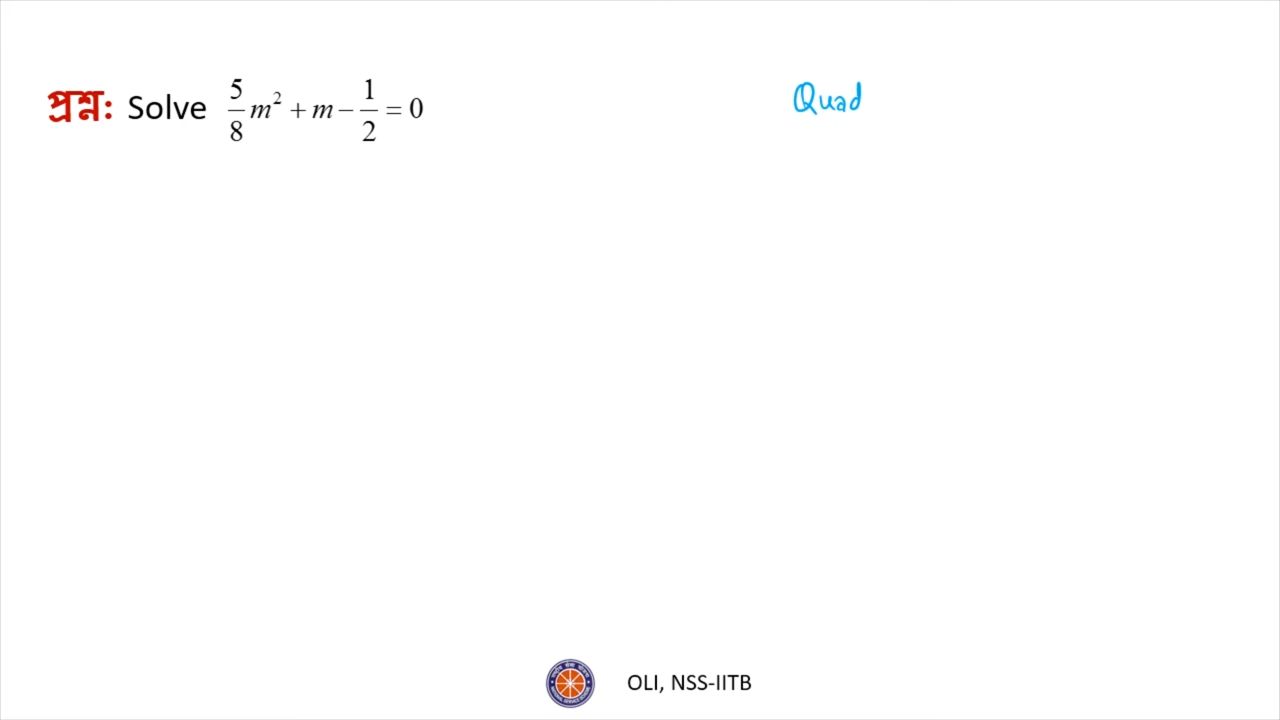 প্রশ্ন: Solve 5/8 m² + m − 1/2 = 0
Quad
OLI, NSS-IITB